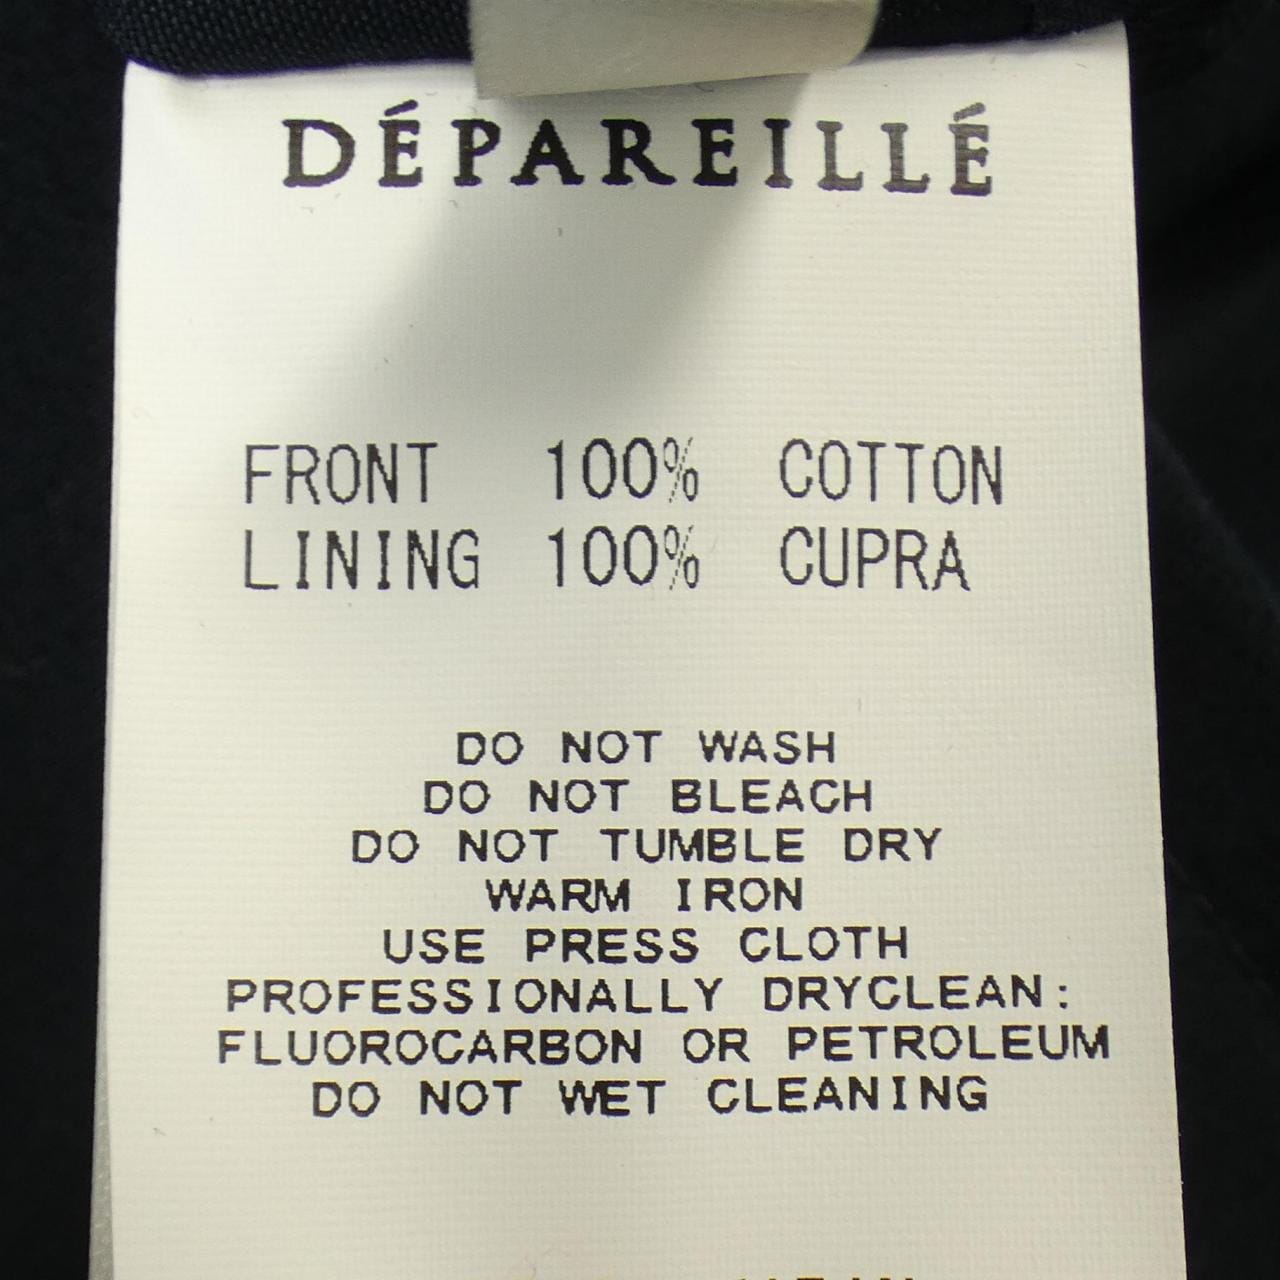 DÉPAREILLÉ
FRONT 100% COTTON
LINING 100% CUPRA
DO NOT WASH
DO NOT BLEACH
DO NOT TUMBLE DRY
WARM IRON
USE PRESS CLOTH
PROFESSIONALLY DRYCLEAN:
FLUOROCARBON OR PETROLEUM
DO NOT WET CLEANING